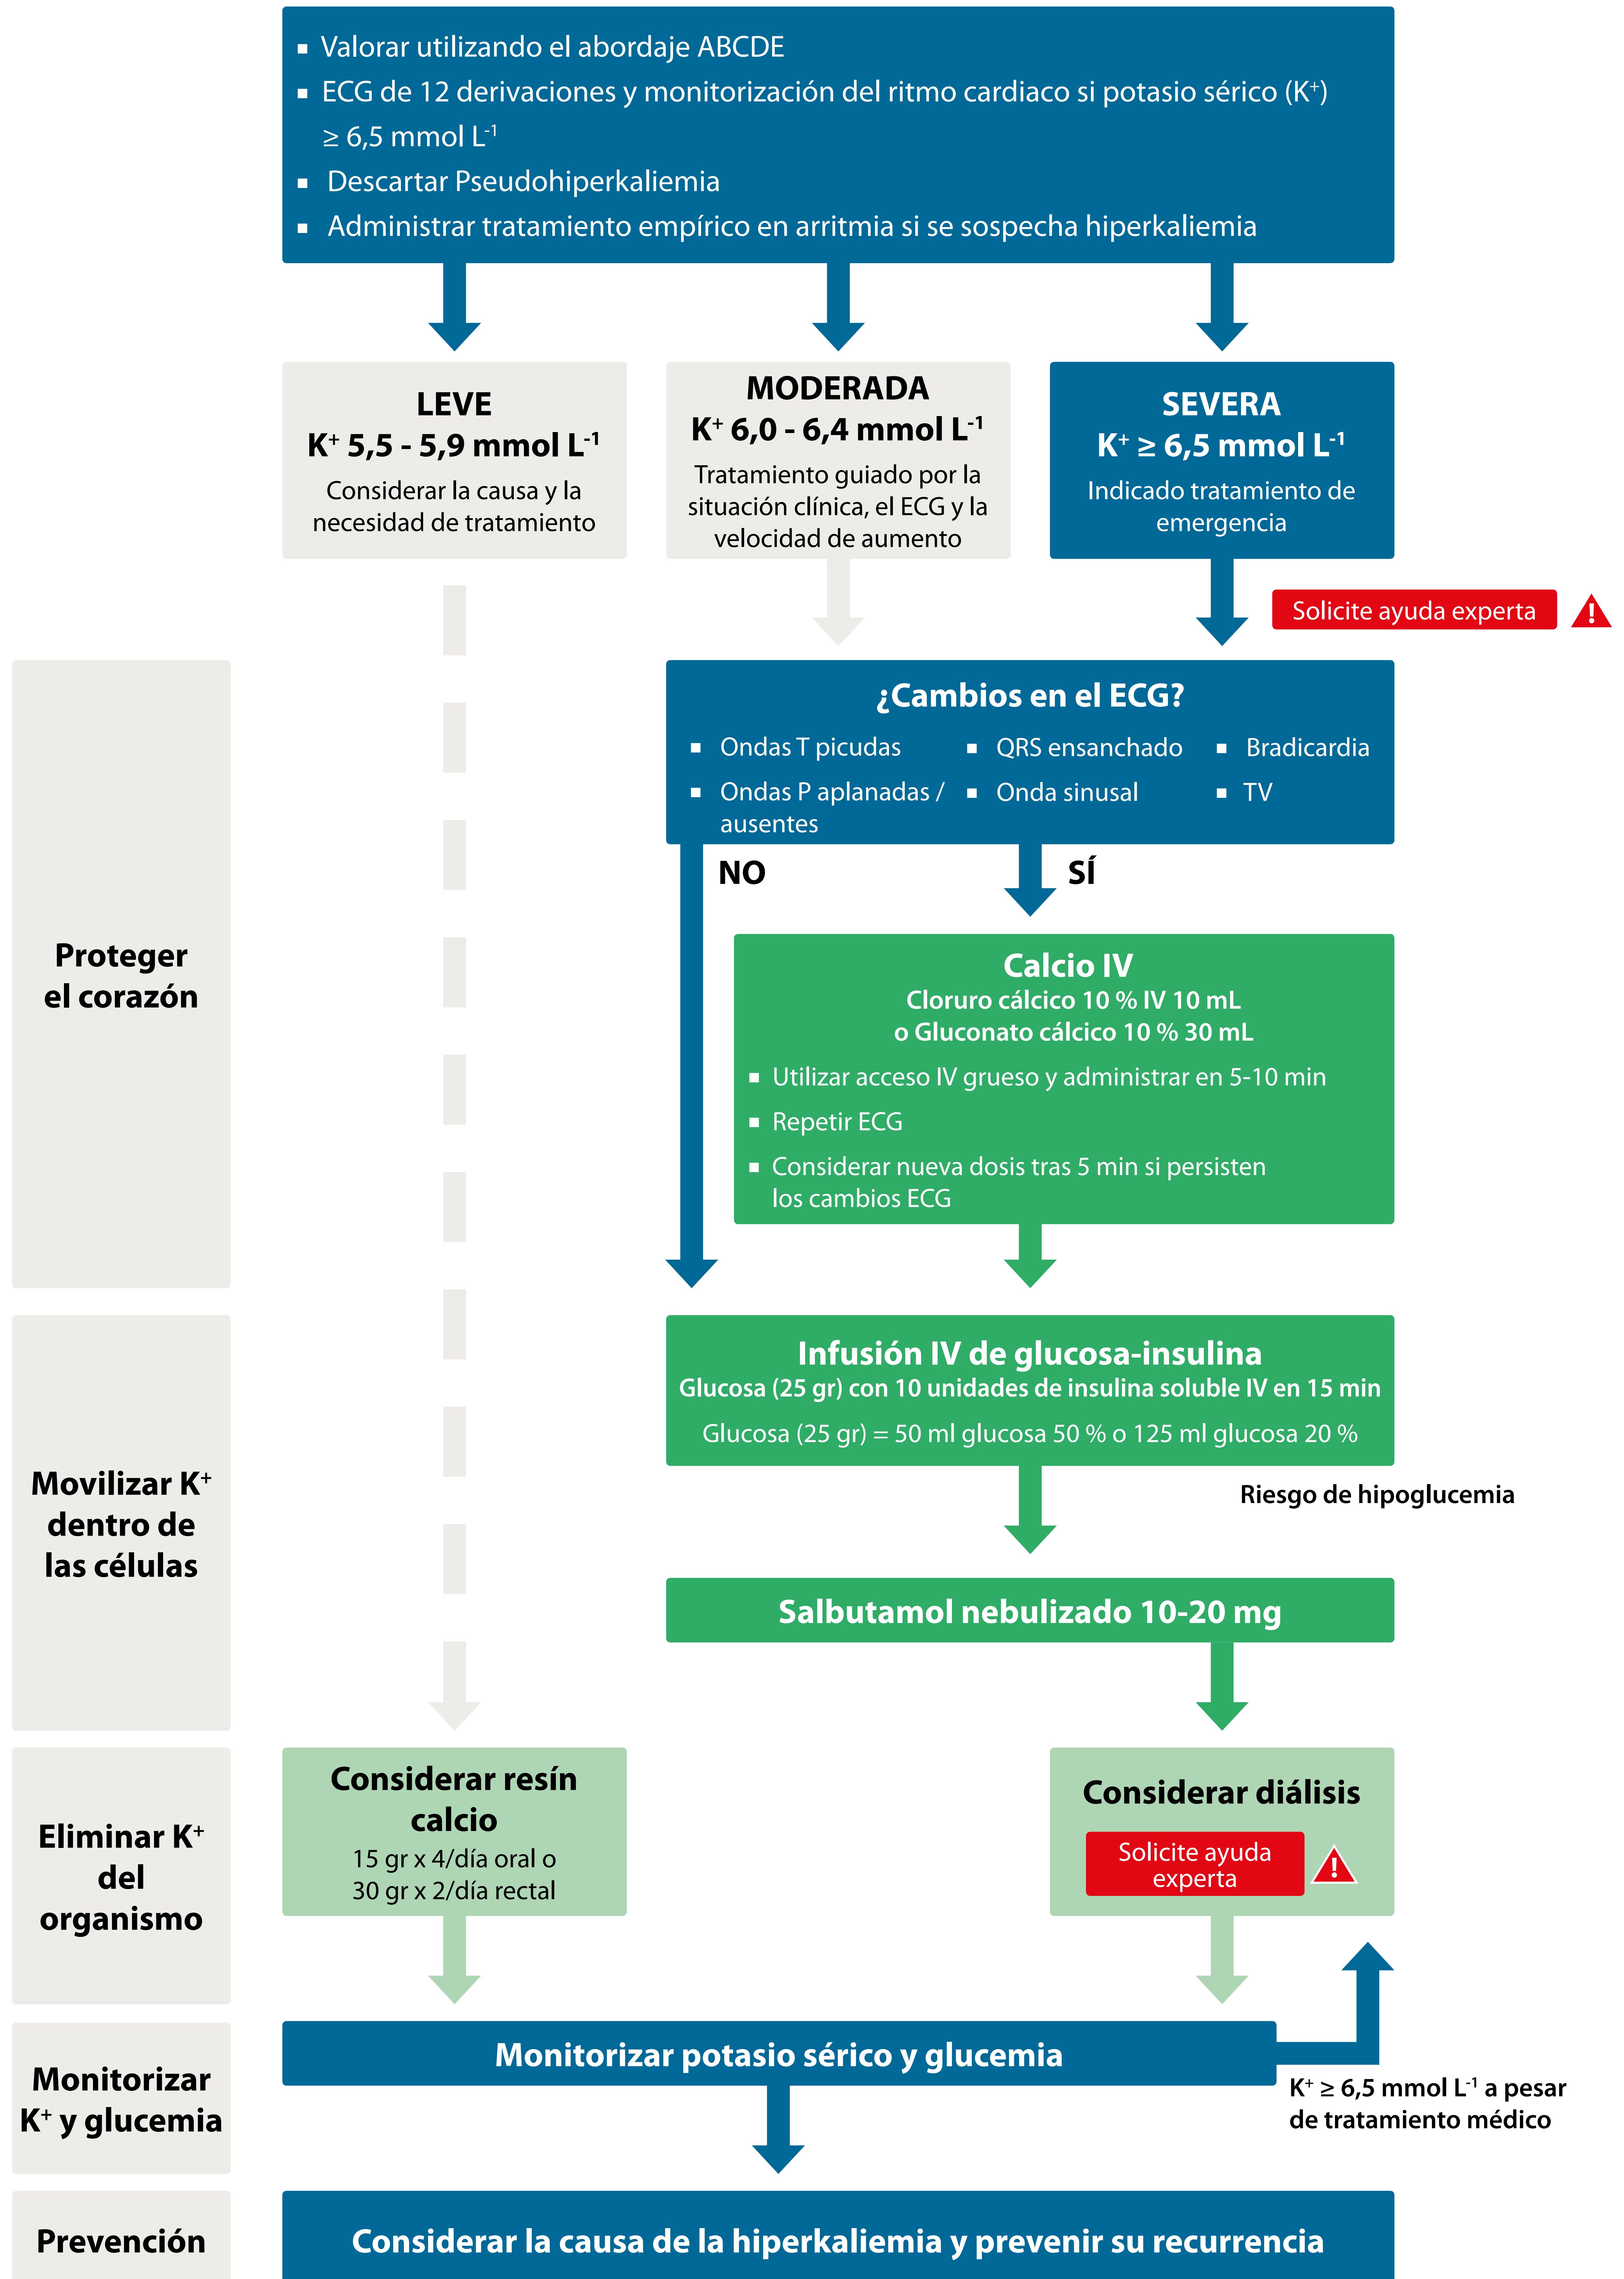 ▪ Valorar utilizando el abordaje ABCDE
▪ ECG de 12 derivaciones y monitorización del ritmo cardiaco si potasio sérico (K⁺)
≥ 6,5 mmol L⁻¹
▪ Descartar Pseudohiperkaliemia
▪ Administrar tratamiento empírico en arritmia si se sospecha hiperkaliemia
LEVE
K⁺ 5,5 - 5,9 mmol L⁻¹
Considerar la causa y la
necesidad de tratamiento
MODERADA
K⁺ 6,0 - 6,4 mmol L⁻¹
Tratamiento guiado por la
situación clínica, el ECG y la
velocidad de aumento
SEVERA
K⁺ ≥ 6,5 mmol L⁻¹
Indicado tratamiento de
emergencia
Solicite ayuda experta
!
Proteger
el corazón
¿Cambios en el ECG?
▪ Ondas T picudas
▪ Ondas P aplanadas /
ausentes
▪ QRS ensanchado
▪ Onda sinusal
▪ Bradicardia
▪ TV
NO
SÍ
Calcio IV
Cloruro cálcico 10 % IV 10 mL
o Gluconato cálcico 10 % 30 mL
▪ Utilizar acceso IV grueso y administrar en 5-10 min
▪ Repetir ECG
▪ Considerar nueva dosis tras 5 min si persisten
los cambios ECG
Movilizar K⁺
dentro de
las células
Infusión IV de glucosa-insulina
Glucosa (25 gr) con 10 unidades de insulina soluble IV en 15 min
Glucosa (25 gr) = 50 ml glucosa 50 % o 125 ml glucosa 20 %
Riesgo de hipoglucemia
Salbutamol nebulizado 10-20 mg
Eliminar K⁺
del
organismo
Considerar resín
calcio
15 gr x 4/día oral o
30 gr x 2/día rectal
Considerar diálisis
Solicite ayuda
experta
!
Monitorizar
K⁺ y glucemia
Monitorizar potasio sérico y glucemia
K⁺ ≥ 6,5 mmol L⁻¹ a pesar
de tratamiento médico
Prevención
Considerar la causa de la hiperkaliemia y prevenir su recurrencia